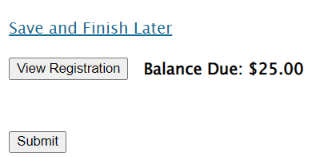 Save and Finish Later
View Registration Balance Due: $25.00
Submit